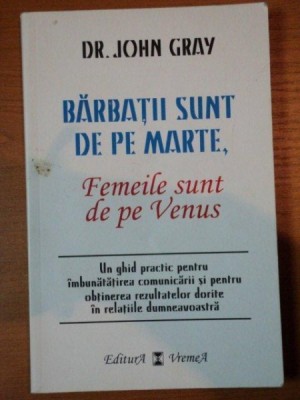 DR. JOHN GRAY
BĂRBAȚII SUNT
DE PE MARTE,
Femeile sunt
de pe Venus
Un ghid practic pentru
îmbunătățirea comunicării și pentru
obținerea rezultatelor dorite
în relațiile dumneavoastră
EditurA VremeA